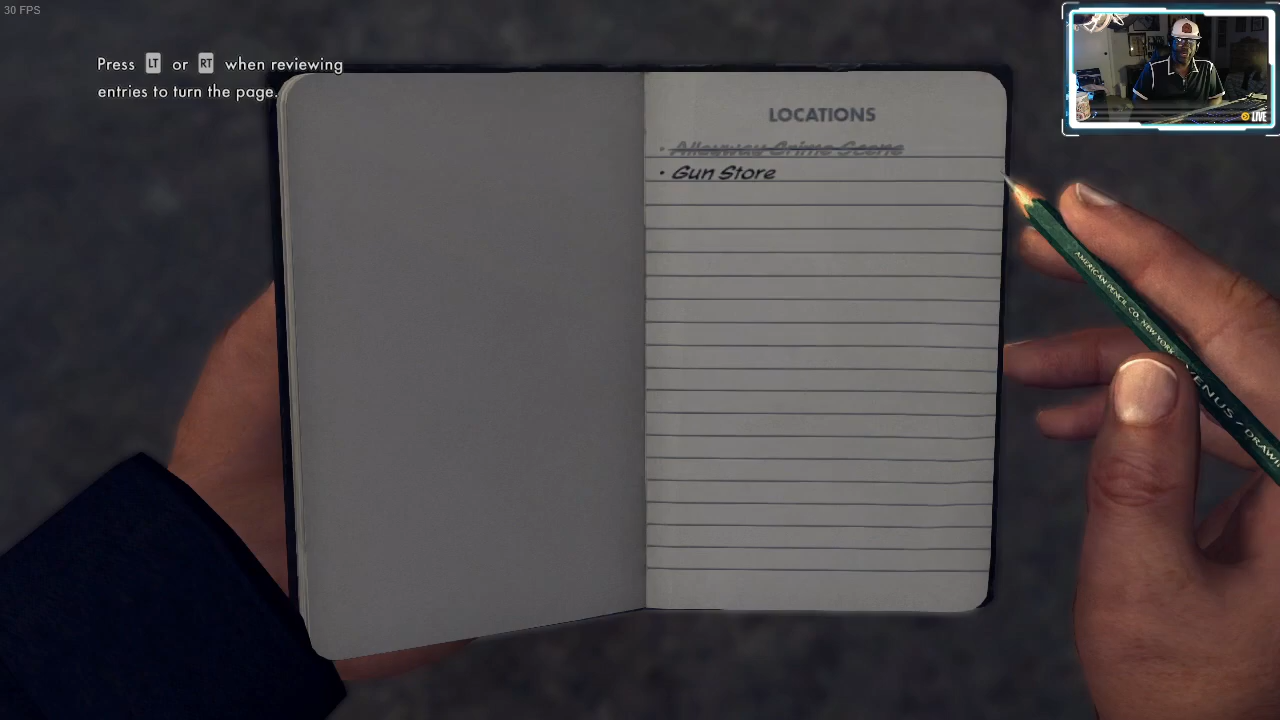 30 FPS
Press LT or RT when reviewing
entries to turn the page.
LOCATIONS
• Alleyway Crime Scene
• Gun Store
AMERICAN PENCIL CO. NEW YORK
VENUS / DRAWI
LIVE